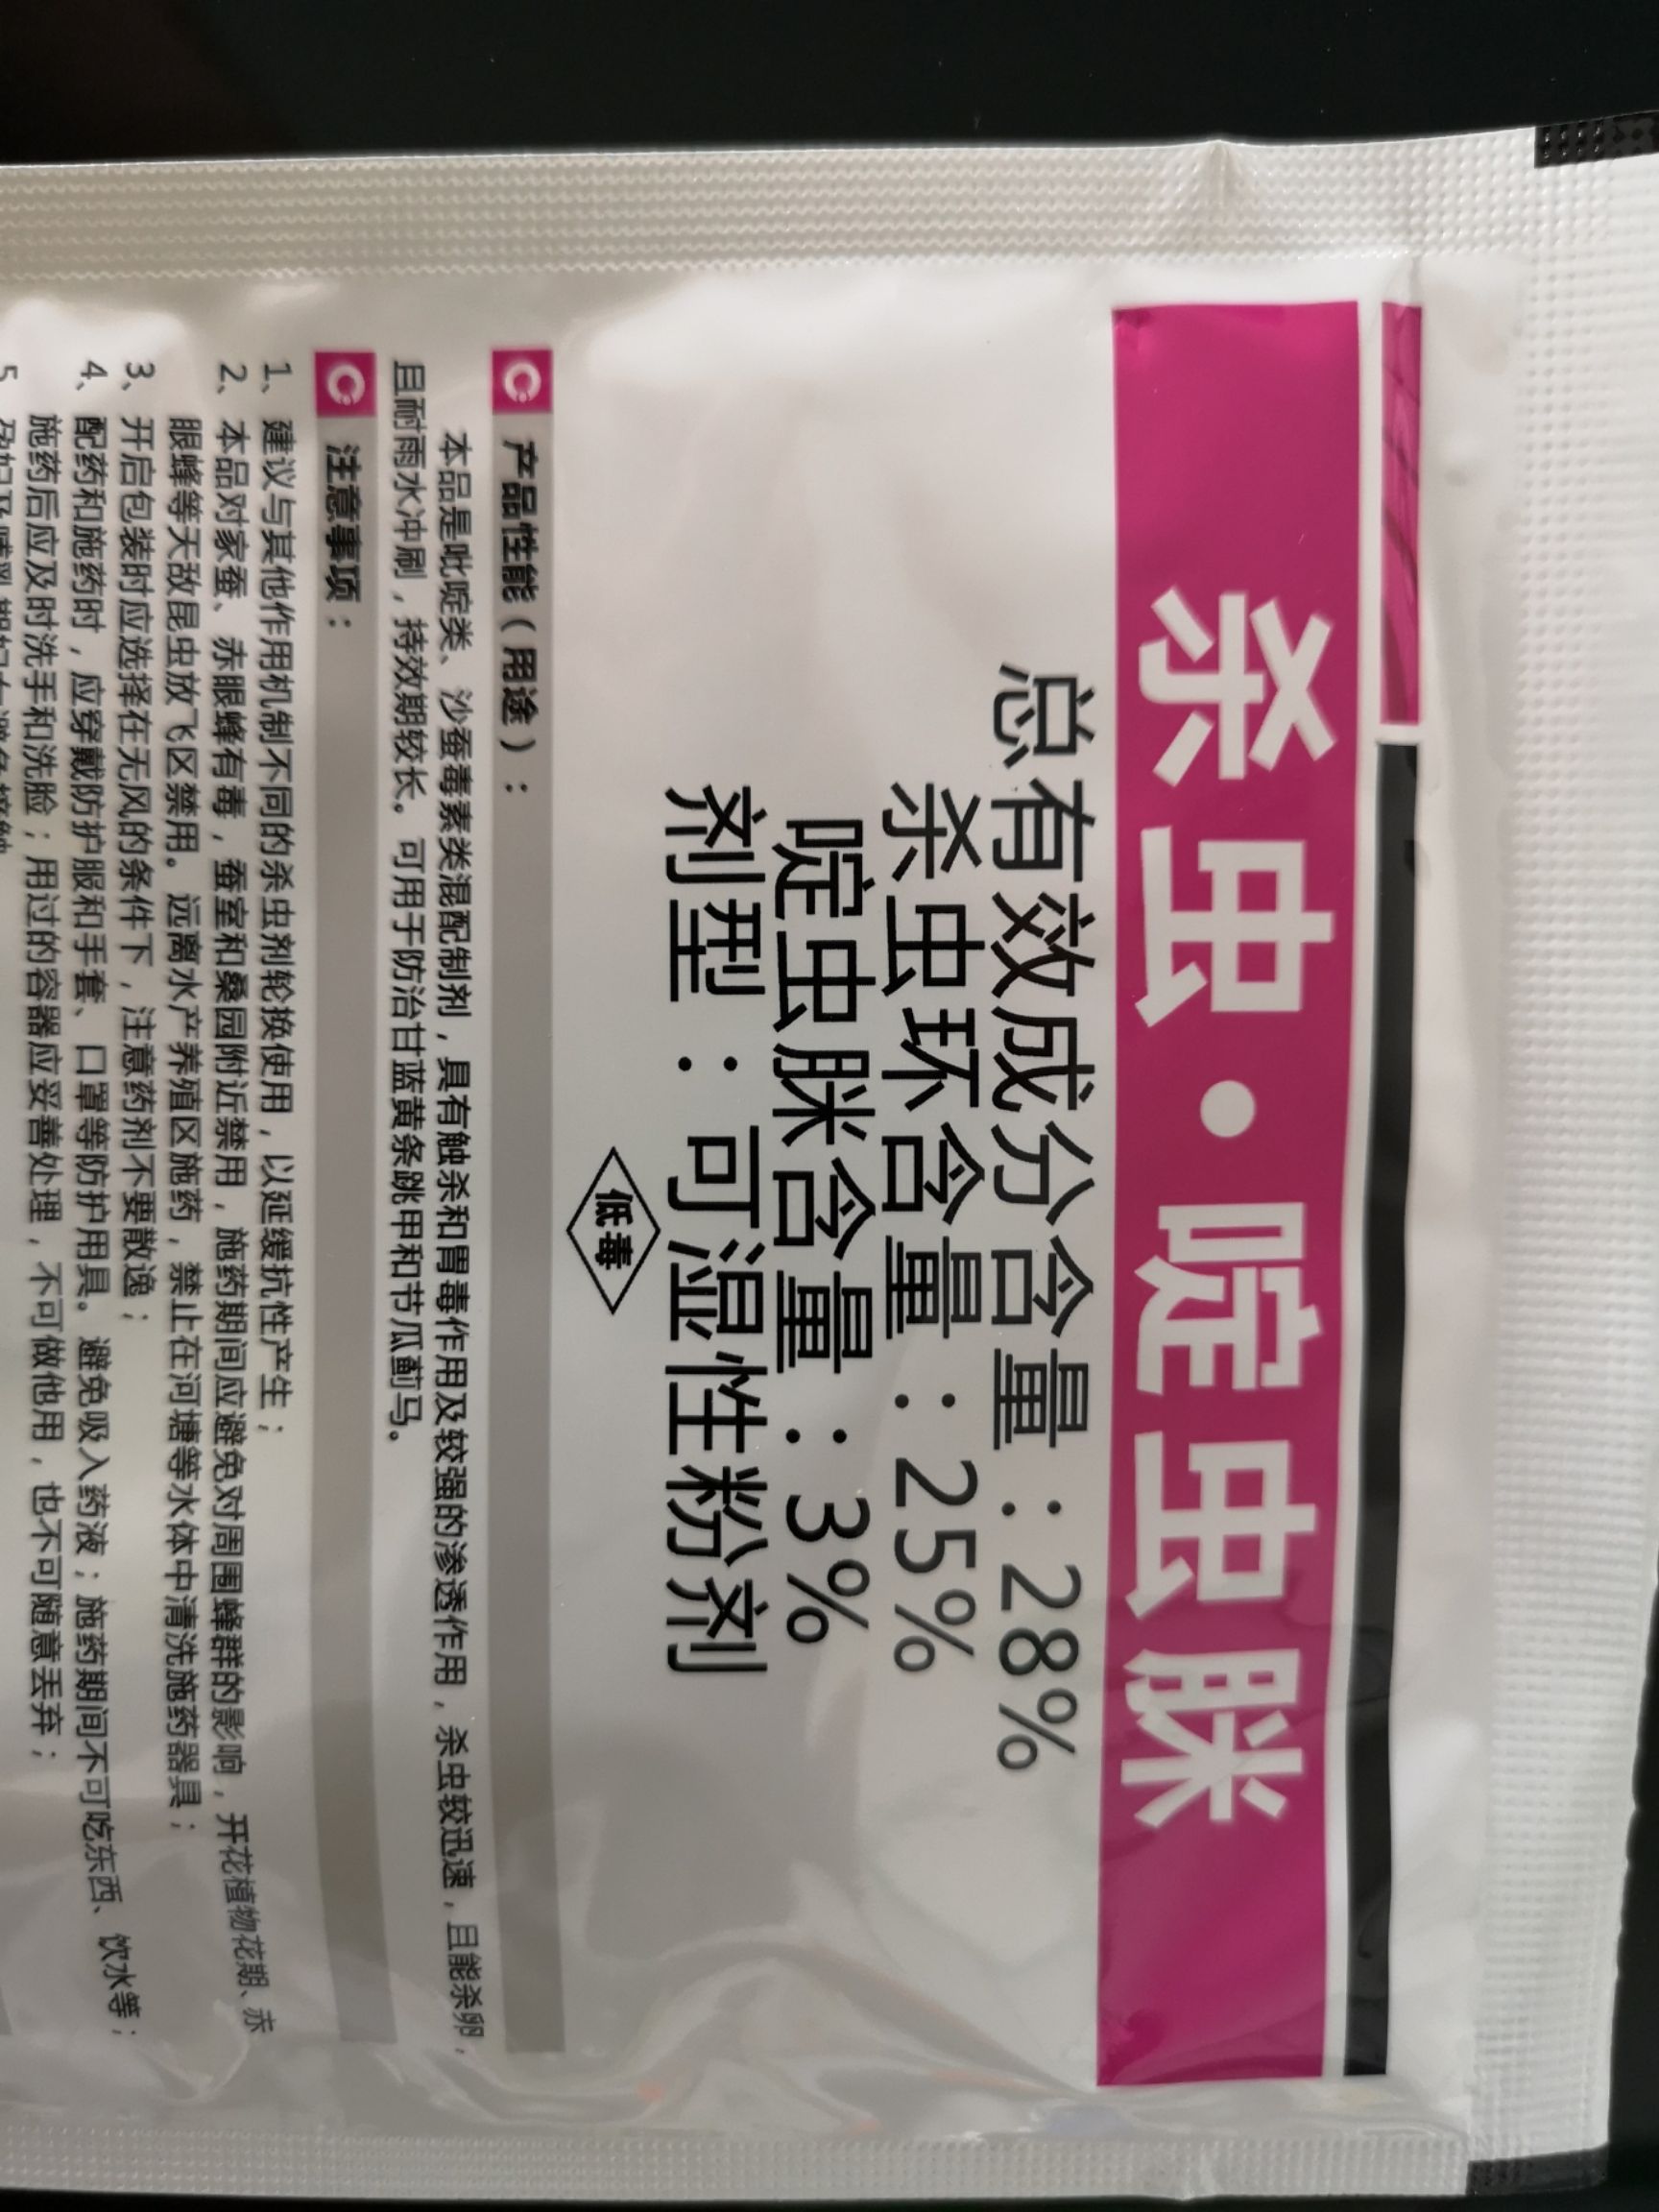 杀虫·啶虫脒
总有效成分含量：28%
杀虫环含量：25%
啶虫脒含量：3%
剂型：可湿性粉剂
低毒
产品性能（用途）：
本品是吡啶类、沙蚕毒素类混配制剂，具有触杀和胃毒作用及较强的渗透作用，杀虫较迅速，且能杀卵，
且耐雨水冲刷，持效期较长。可用于防治甘蓝黄条跳甲和节瓜蓟马。
注意事项：
1、建议与其他作用机制不同的杀虫剂轮换使用，以延缓抗性产生；
2、本品对家蚕、赤眼蜂有毒，蚕室和桑园附近禁用，施药期间应避免对周围蜂群的影响，开花植物花期、赤
眼蜂等天敌昆虫放飞区禁用。远离水产养殖区施药，禁止在河塘等水体中清洗施药器具；
3、开启包装时应选择在无风的条件下，注意药剂不要散逸；
4、配药和施药时，应穿戴防护服和手套、口罩等防护用具。避免吸入药液；施药期间不可吃东西、饮水等；
施药后应及时洗手和洗脸；用过的容器应妥善处理，不可做他用，也不可随意丢弃；
5、